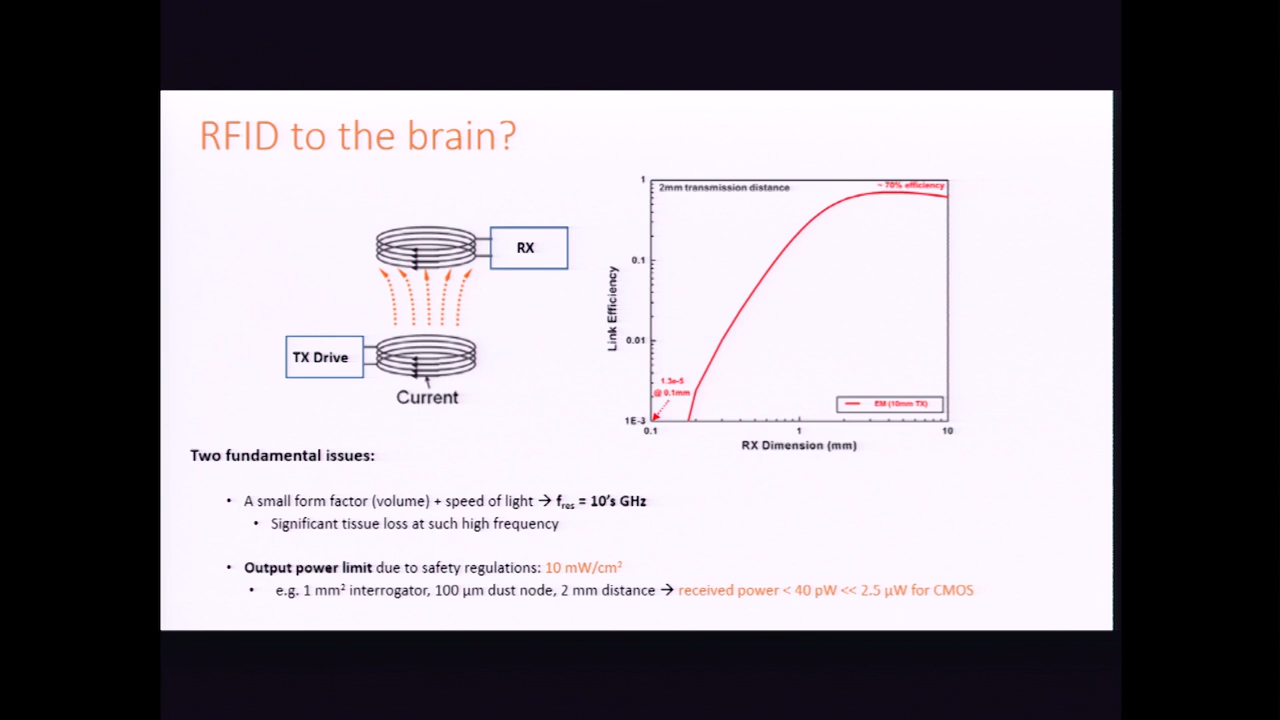 RFID to the brain?
RX
TX Drive
Current
2mm transmission distance
~ 70% efficiency
1
0.1
0.01
1E-3
Link Efficiency
1.3e-5
@ 0.1mm
EM (10mm TX)
0.1
1
10
RX Dimension (mm)
Two fundamental issues:
• A small form factor (volume) + speed of light → fres = 10's GHz
• Significant tissue loss at such high frequency
• Output power limit due to safety regulations: 10 mW/cm²
• e.g. 1 mm² interrogator, 100 μm dust node, 2 mm distance → received power < 40 pW << 2.5 μW for CMOS